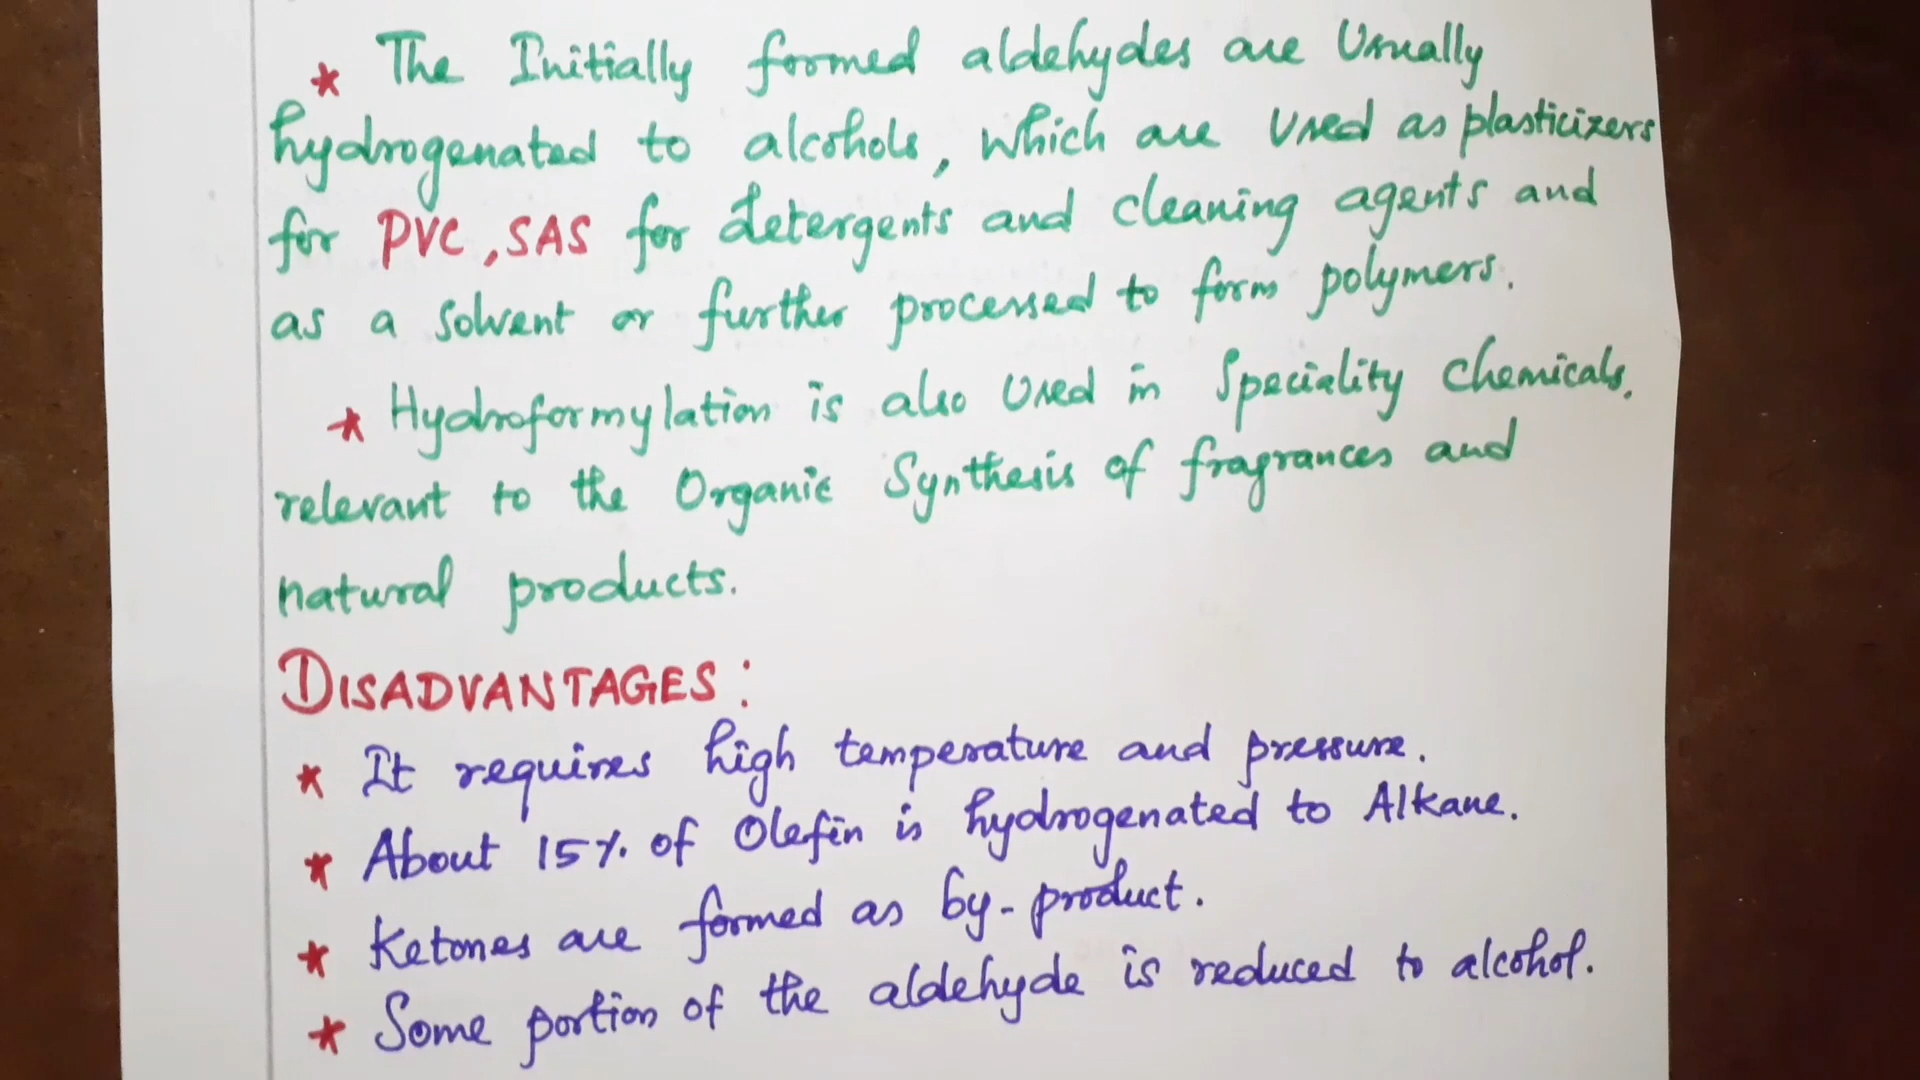 * The Initially formed aldehydes are Usually
hydrogenated to alcohols, which are Used as plasticizers
for PVC, SAS for detergents and cleaning agents and
as a solvent or further processed to form polymers.
* Hydroformylation is also Used in Speciality Chemicals,
relevant to the Organic Synthesis of fragrances and
natural products.
DISADVANTAGES:
* It requires high temperature and pressure.
* About 15% of Olefin is hydrogenated to Alkane.
* Ketones are formed as by-product.
* Some portion of the aldehyde is reduced to alcohol.